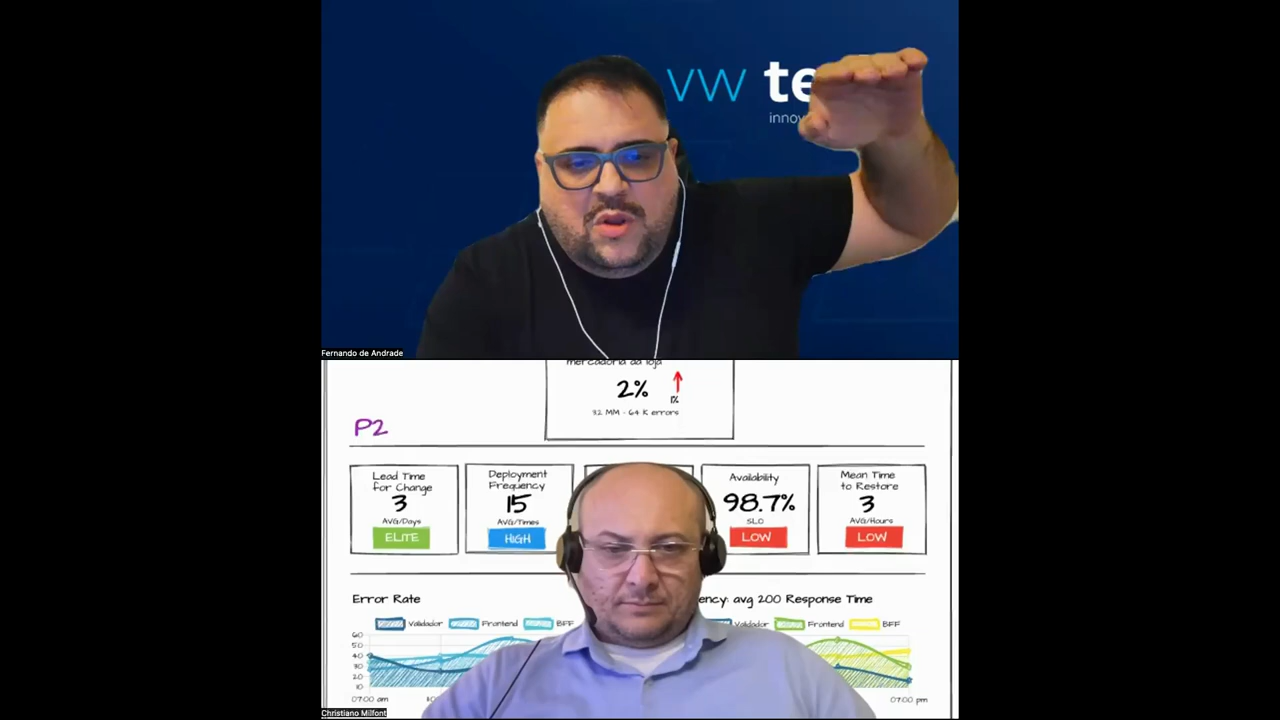 vw te
innov
Fernando de Andrade
mercadoria da loja
2%
1%
3.2 MM - 64 K errors
P2
Lead Time
for Change
3
AVG/Days
ELITE
Deployment
Frequency
15
AVG/Times
HIGH
Availability
98.7%
SLO
LOW
Mean Time
to Restore
3
AVG/Hours
LOW
Error Rate
Validador
Frontend
BFF
60
50
40
30
20
10
07:00 am
ency: avg 200 Response Time
Validador
Frontend
BFF
07:00 pm
Christiano Milfont